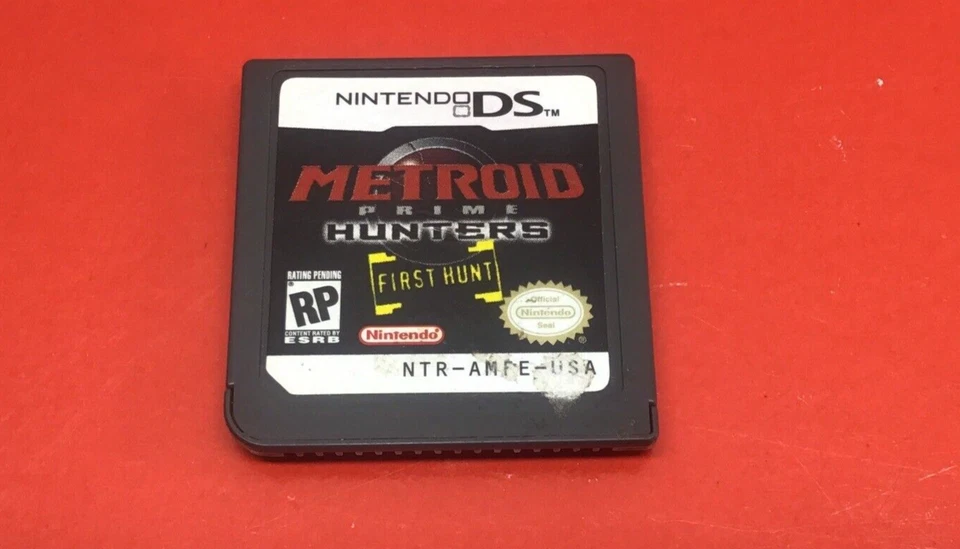 NINTENDO DS™
METROID
PRIME
HUNTERS
FIRST HUNT
RATING PENDING
RP
CONTENT RATED BY
ESRB
Nintendo®
Official
Nintendo
Seal
®
NTR-AMFE-USA